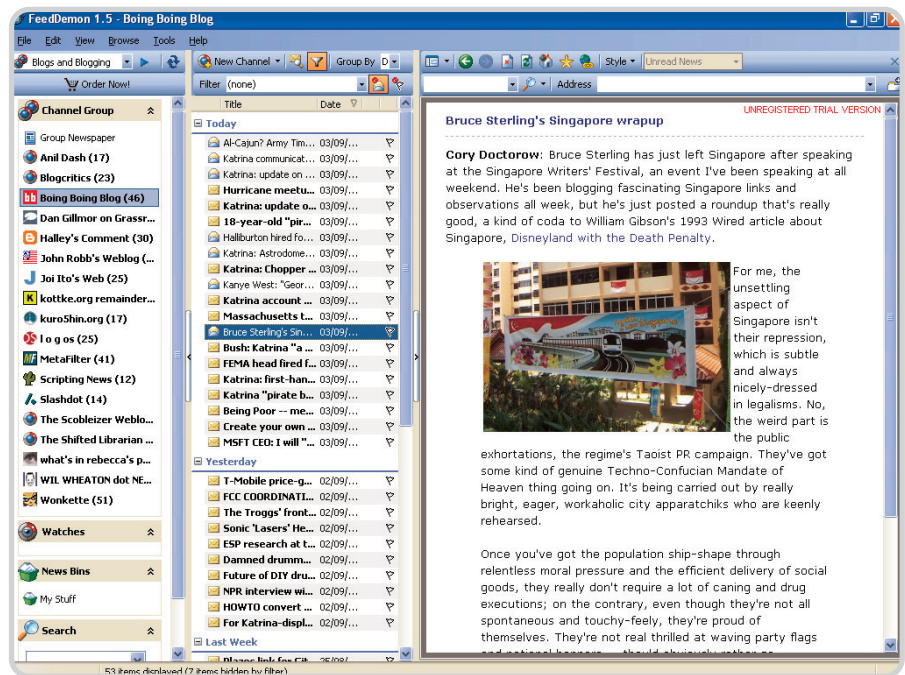 FeedDemon 1.5 - Boing Boing Blog
File Edit View Browse Tools Help
Blogs and Blogging
Order Now!
Channel Group
Group Newspaper
Anil Dash (17)
Blogcritics (23)
bb Boing Boing Blog (46)
Dan Gillmor on Grassr...
Halley's Comment (30)
John Robb's Weblog (...
Joi Ito's Web (25)
K kottke.org remainder...
kuro5hin.org (17)
l o g o s (25)
MF MetaFilter (41)
Scripting News (12)
Slashdot (14)
The Scobleizer Weblo...
The Shifted Librarian ...
what's in rebecca's p...
WIL WHEATON dot NE...
Wonkette (51)
Watches
News Bins
My Stuff
Search
New Channel Group By D
Filter (none)
Title Date
Today
Al-Cajun? Army Tim... 03/09/...
Katrina communicat... 03/09/...
Katrina: update on ... 03/09/...
Hurricane meetu... 03/09/...
Katrina: update o... 03/09/...
18-year-old "pir... 03/09/...
Halliburton hired fo... 03/09/...
Katrina: Astrodome... 03/09/...
Katrina: Chopper ... 03/09/...
Kanye West: "Geor... 03/09/...
Katrina account ... 03/09/...
Massachusetts t... 03/09/...
Bruce Sterling's Sin... 03/09/...
Bush: Katrina "a ... 03/09/...
FEMA head fired f... 03/09/...
Katrina: first-han... 03/09/...
Katrina "pirate b... 03/09/...
Being Poor -- me... 03/09/...
Create your own ... 03/09/...
MSFT CEO: I will "... 03/09/...
Yesterday
T-Mobile price-g... 02/09/...
FCC COORDINATI... 02/09/...
The Troggs' front... 02/09/...
Sonic 'Lasers' He... 02/09/...
ESP research at t... 02/09/...
Damned drumm... 02/09/...
Future of DIY dru... 02/09/...
NPR interview wi... 02/09/...
HOWTO convert ... 02/09/...
For Katrina-displ... 02/09/...
Last Week
Plazes link for Cit... 25/08/...
53 items displayed (7 items hidden by filter)
Style Unread News
Address
UNREGISTERED TRIAL VERSION
Bruce Sterling's Singapore wrapup
Cory Doctorow: Bruce Sterling has just left Singapore after speaking
at the Singapore Writers' Festival, an event I've been speaking at all
weekend. He's been blogging fascinating Singapore links and
observations all week, but he's just posted a roundup that's really
good, a kind of coda to William Gibson's 1993 Wired article about
Singapore, Disneyland with the Death Penalty.
For me, the
unsettling
aspect of
Singapore isn't
their repression,
which is subtle
and always
nicely-dressed
in legalisms. No,
the weird part is
the public
exhortations, the regime's Taoist PR campaign. They've got
some kind of genuine Techno-Confucian Mandate of
Heaven thing going on. It's being carried out by really
bright, eager, workaholic city apparatchiks who are keenly
rehearsed.
Once you've got the population ship-shape through
relentless moral pressure and the efficient delivery of social
goods, they really don't require a lot of caning and drug
executions; on the contrary, even though they're not all
spontaneous and touchy-feely, they're proud of
themselves. They're not real thrilled at waving party flags